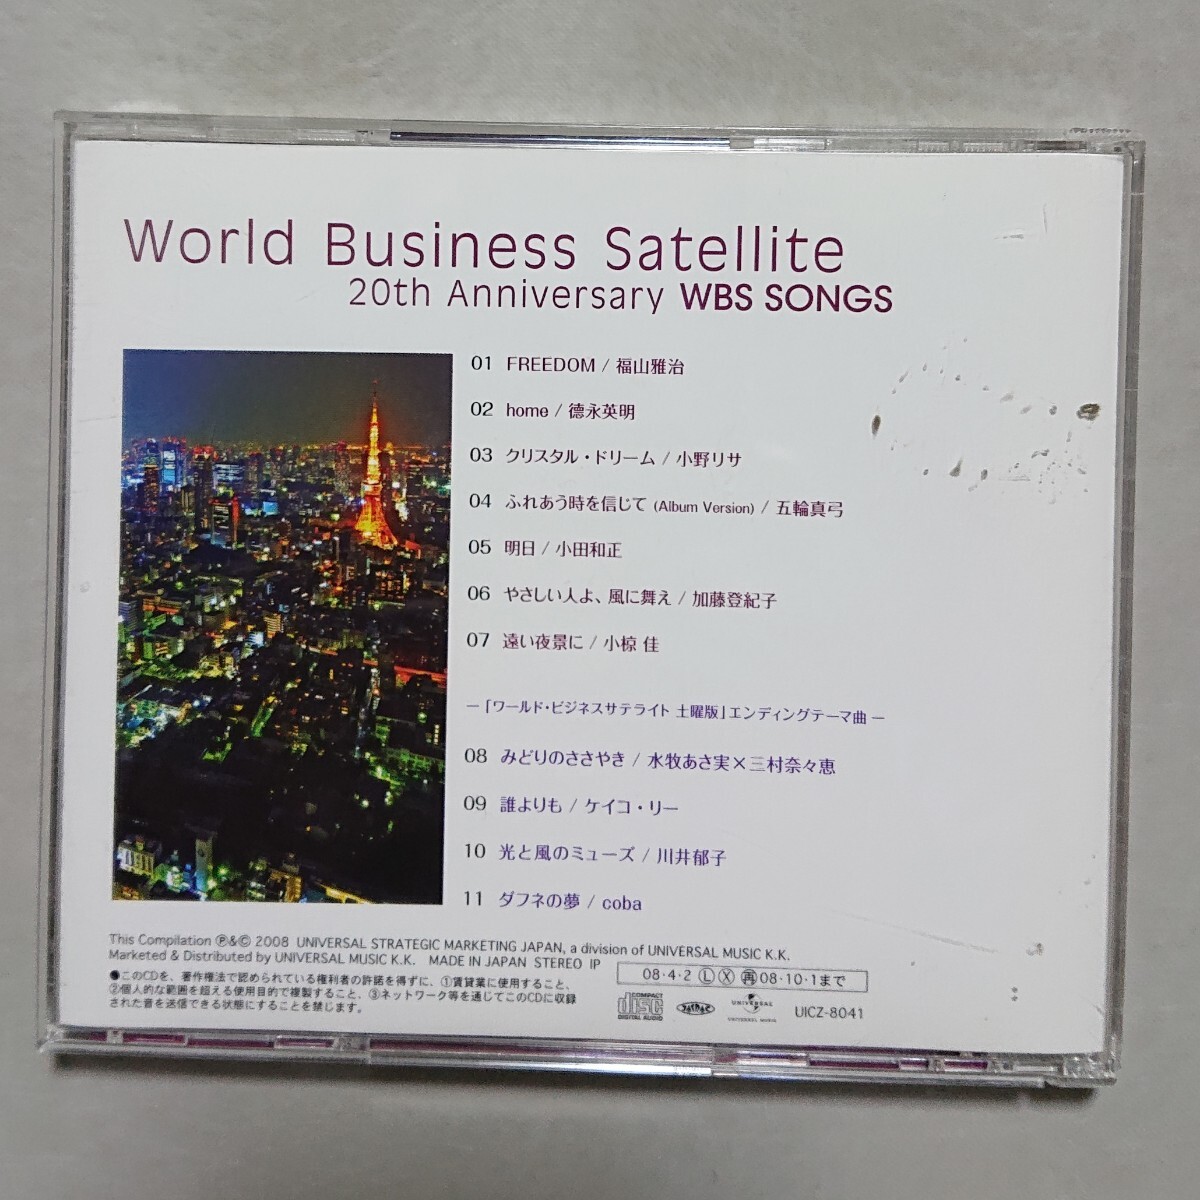 World Business Satellite
20th Anniversary WBS SONGS
01 FREEDOM / 福山雅治
02 home / 徳永英明
03 クリスタル・ドリーム / 小野リサ
04 ふれあう時を信じて (Album Version) / 五輪真弓
05 明日 / 小田和正
06 やさしい人よ、風に舞え / 加藤登紀子
07 遠い夜景に / 小椋 佳
－「ワールド・ビジネスサテライト 土曜版」エンディングテーマ曲－
08 みどりのささやき / 水牧あさ実×三村奈々恵
09 誰よりも / ケイコ・リー
10 光と風のミューズ / 川井郁子
11 ダフネの夢 / coba
This Compilation Ⓟ&© 2008 UNIVERSAL STRATEGIC MARKETING JAPAN, a division of UNIVERSAL MUSIC K.K.
Marketed & Distributed by UNIVERSAL MUSIC K.K. MADE IN JAPAN STEREO IP
●このCDを、著作権法で認められている権利者の許諾を得ずに、①賃貸業に使用すること、
②個人的な範囲を超える使用目的で複製すること、③ネットワーク等を通じてこのCDに収録
された音を送信できる状態にすることを禁じます。
08・4・2 Ⓛ Ⓧ 再08・10・1まで
COMPACT
disc
DIGITAL AUDIO
JASRAC
UNIVERSAL
UNIVERSAL MUSIC
UICZ-8041